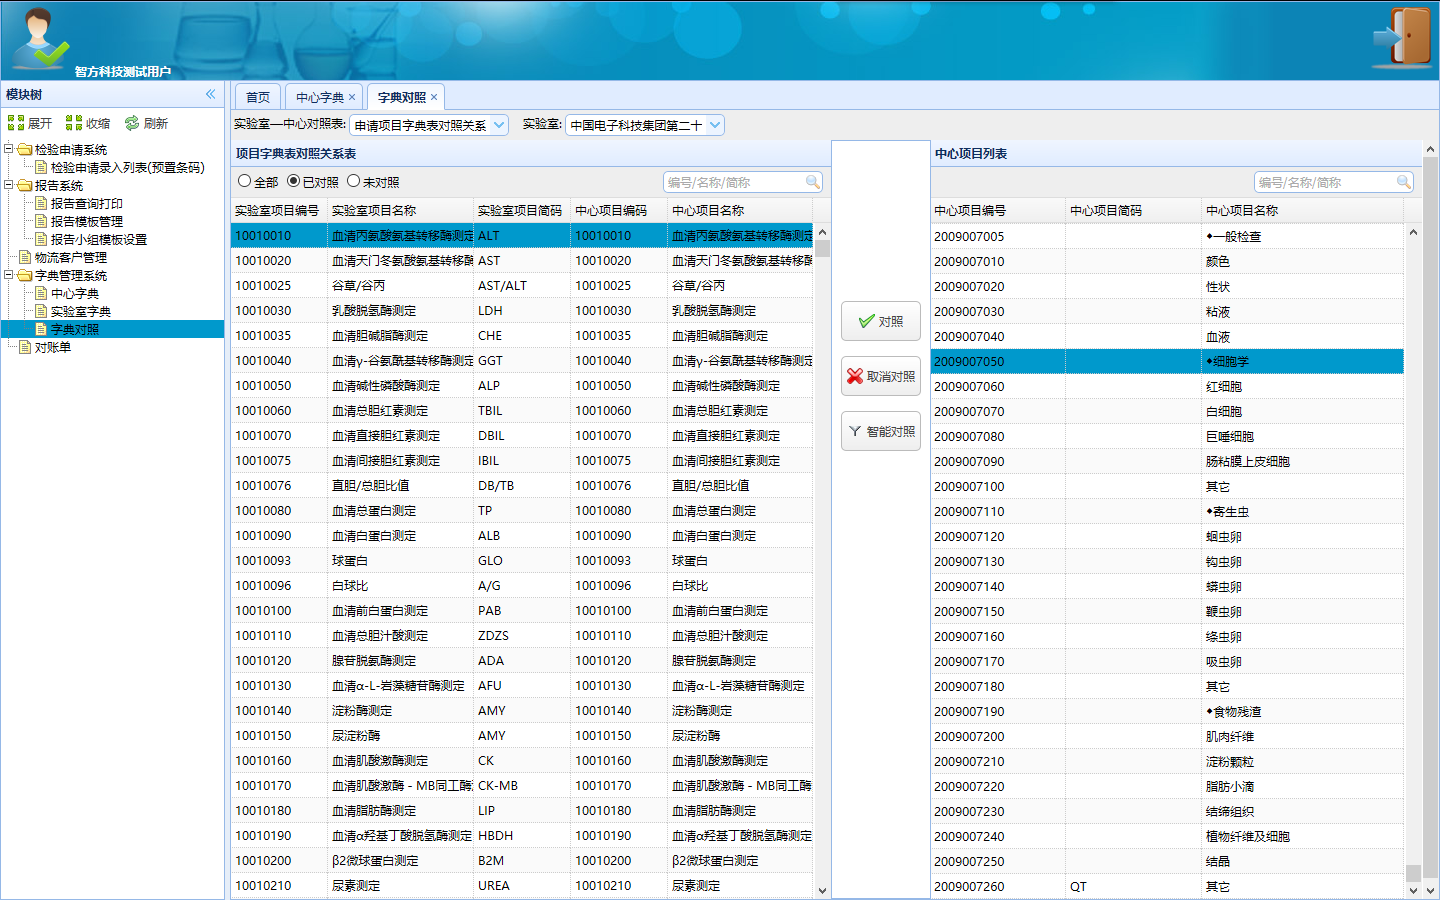 智方科技测试用户
模块树
展开 收缩 刷新
检验申请系统
检验申请录入列表(预置条码)
报告系统
报告查询打印
报告模板管理
报告小组模板设置
物流客户管理
字典管理系统
中心字典
实验室字典
字典对照
对账单
首页 中心字典 × 字典对照 ×
实验室—中心对照表: 申请项目字典表对照关系 实验室: 中国电子科技集团第二十
项目字典表对照关系表
全部 已对照 未对照 编号/名称/简称
实验室项目编号 实验室项目名称 实验室项目简码 中心项目编码 中心项目名称
10010010 血清丙氨酸氨基转移酶测定 ALT 10010010 血清丙氨酸氨基转移酶测定
10010020 血清天门冬氨酸氨基转移酶 AST 10010020 血清天门冬氨酸氨基转移酶
10010025 谷草/谷丙 AST/ALT 10010025 谷草/谷丙
10010030 乳酸脱氢酶测定 LDH 10010030 乳酸脱氢酶测定
10010035 血清胆碱脂酶测定 CHE 10010035 血清胆碱脂酶测定
10010040 血清γ-谷氨酰基转移酶测定 GGT 10010040 血清γ-谷氨酰基转移酶测定
10010050 血清碱性磷酸酶测定 ALP 10010050 血清碱性磷酸酶测定
10010060 血清总胆红素测定 TBIL 10010060 血清总胆红素测定
10010070 血清直接胆红素测定 DBIL 10010070 血清直接胆红素测定
10010075 血清间接胆红素测定 IBIL 10010075 血清间接胆红素测定
10010076 直胆/总胆比值 DB/TB 10010076 直胆/总胆比值
10010080 血清总蛋白测定 TP 10010080 血清总蛋白测定
10010090 血清白蛋白测定 ALB 10010090 血清白蛋白测定
10010093 球蛋白 GLO 10010093 球蛋白
10010096 白球比 A/G 10010096 白球比
10010100 血清前白蛋白测定 PAB 10010100 血清前白蛋白测定
10010110 血清总胆汁酸测定 ZDZS 10010110 血清总胆汁酸测定
10010120 腺苷脱氨酶测定 ADA 10010120 腺苷脱氨酶测定
10010130 血清α-L-岩藻糖苷酶测定 AFU 10010130 血清α-L-岩藻糖苷酶测定
10010140 淀粉酶测定 AMY 10010140 淀粉酶测定
10010150 尿淀粉酶 AMY 10010150 尿淀粉酶
10010160 血清肌酸激酶测定 CK 10010160 血清肌酸激酶测定
10010170 血清肌酸激酶－MB同工酶 CK-MB 10010170 血清肌酸激酶－MB同工酶
10010180 血清脂肪酶测定 LIP 10010180 血清脂肪酶测定
10010190 血清α羟基丁酸脱氢酶测定 HBDH 10010190 血清α羟基丁酸脱氢酶测定
10010200 β2微球蛋白测定 B2M 10010200 β2微球蛋白测定
10010210 尿素测定 UREA 10010210 尿素测定
对照
取消对照
智能对照
中心项目列表
编号/名称/简称
中心项目编号 中心项目简码 中心项目名称
2009007005 ◆一般检查
2009007010 颜色
2009007020 性状
2009007030 粘液
2009007040 血液
2009007050 ◆细胞学
2009007060 红细胞
2009007070 白细胞
2009007080 巨唾细胞
2009007090 肠粘膜上皮细胞
2009007100 其它
2009007110 ◆寄生虫
2009007120 蛔虫卵
2009007130 钩虫卵
2009007140 蟯虫卵
2009007150 鞭虫卵
2009007160 绦虫卵
2009007170 吸虫卵
2009007180 其它
2009007190 ◆食物残渣
2009007200 肌肉纤维
2009007210 淀粉颗粒
2009007220 脂肪小滴
2009007230 结缔组织
2009007240 植物纤维及细胞
2009007250 结晶
2009007260 QT 其它